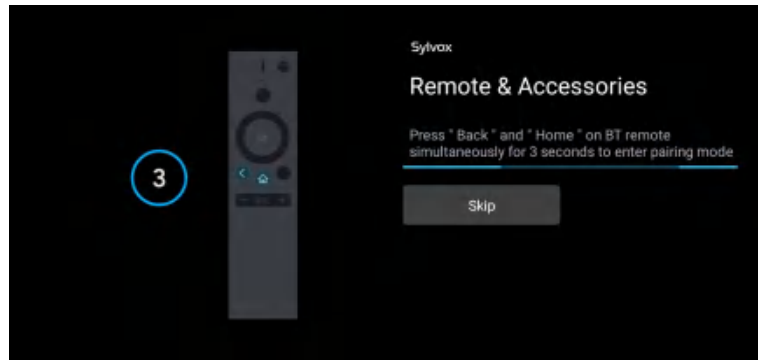 Sylvox
Remote & Accessories
Press " Back " and " Home " on BT remote
simultaneously for 3 seconds to enter pairing mode
3
Skip